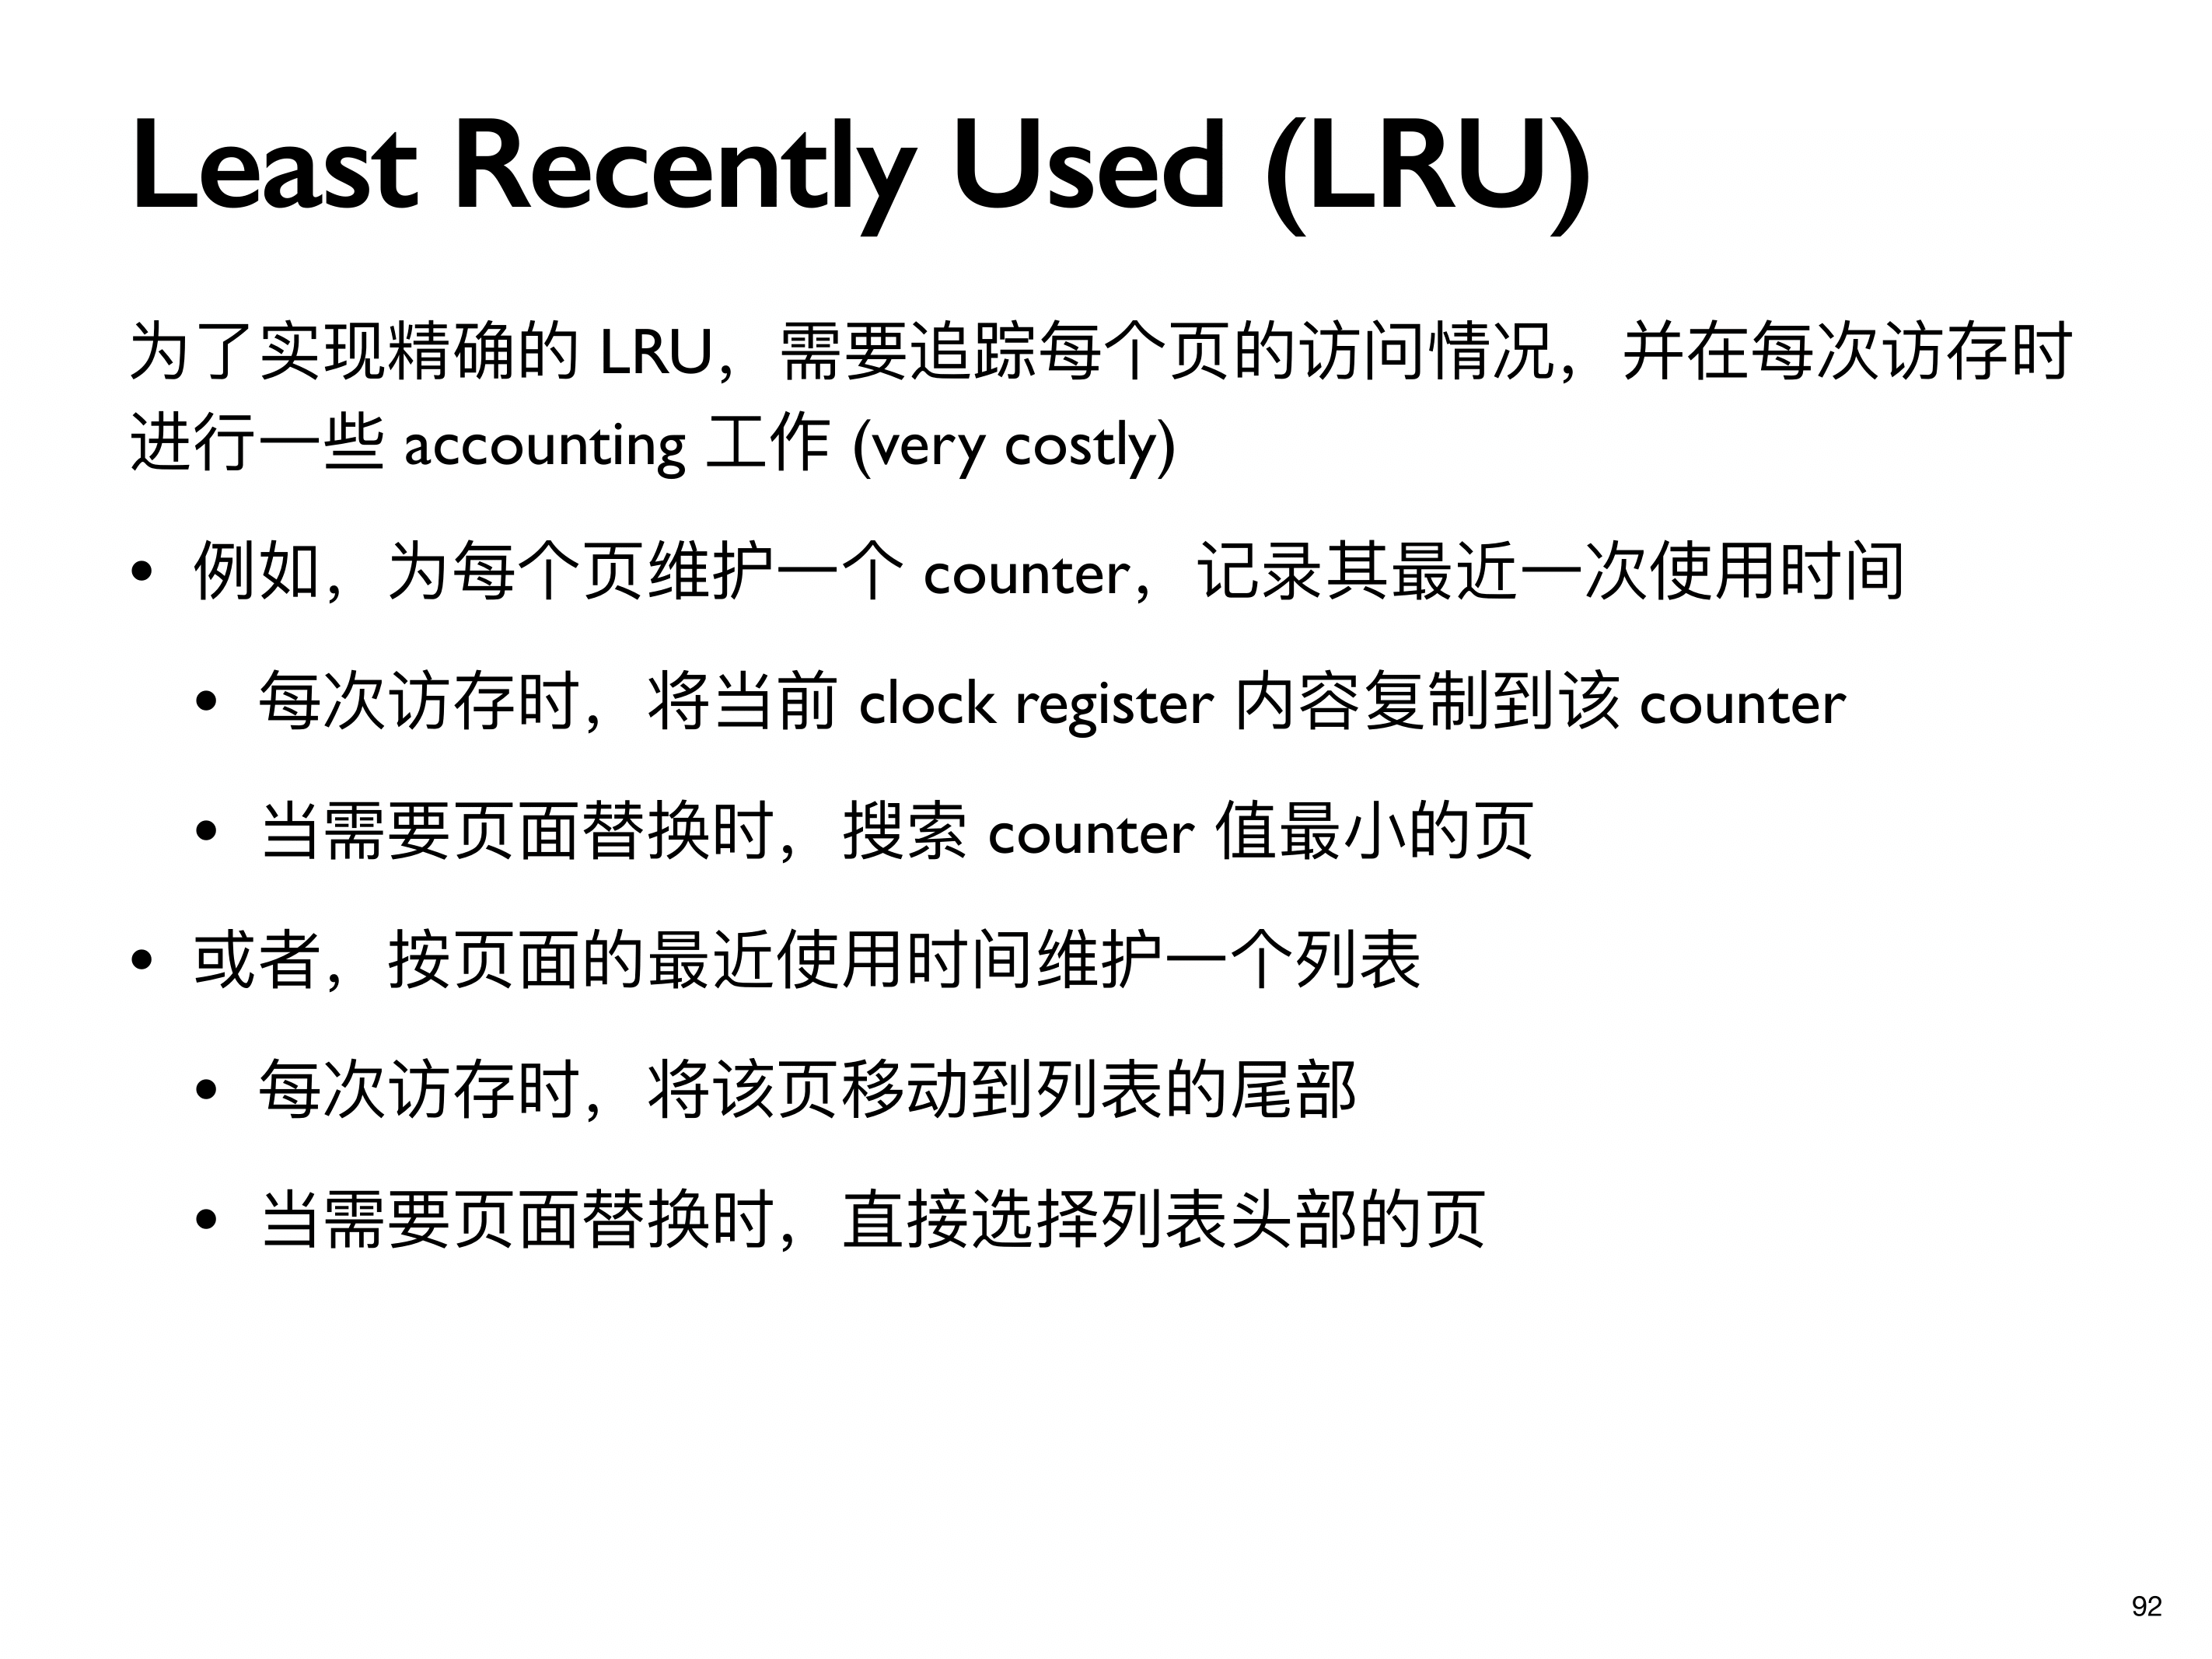 Least Recently Used (LRU)
为了实现精确的 LRU，需要追踪每个页的访问情况，并在每次访存时
进行一些 accounting 工作 (very costly)
• 例如，为每个页维护一个 counter，记录其最近一次使用时间
• 每次访存时，将当前 clock register 内容复制到该 counter
• 当需要页面替换时，搜索 counter 值最小的页
• 或者，按页面的最近使用时间维护一个列表
• 每次访存时，将该页移动到列表的尾部
• 当需要页面替换时，直接选择列表头部的页
92